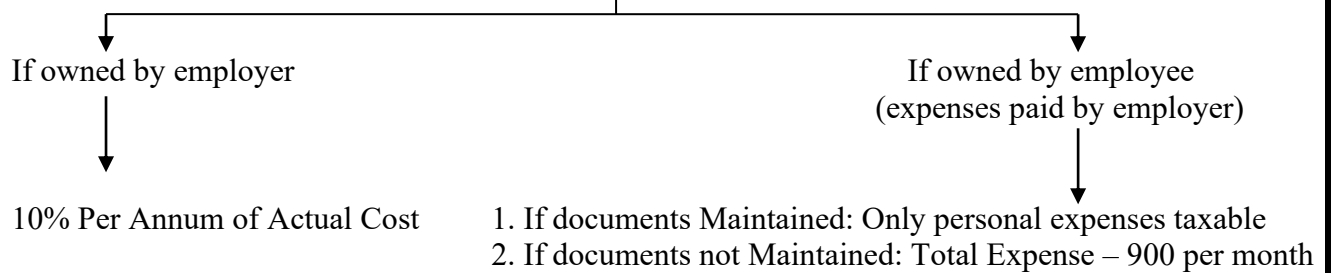 If owned by employer
If owned by employee
(expenses paid by employer)
10% Per Annum of Actual Cost
1. If documents Maintained: Only personal expenses taxable
2. If documents not Maintained: Total Expense – 900 per month